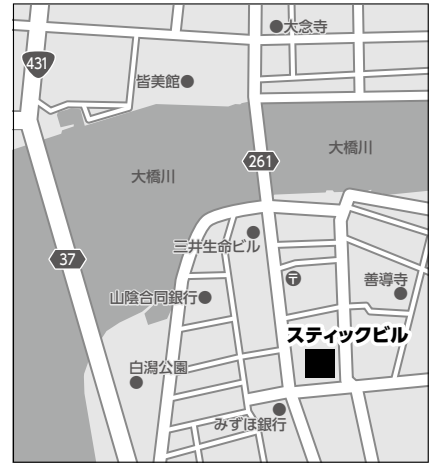 大念寺
431
皆美館
大橋川
261
大橋川
三井生命ビル
37
善導寺
山陰合同銀行
スティックビル
白潟公園
みずほ銀行